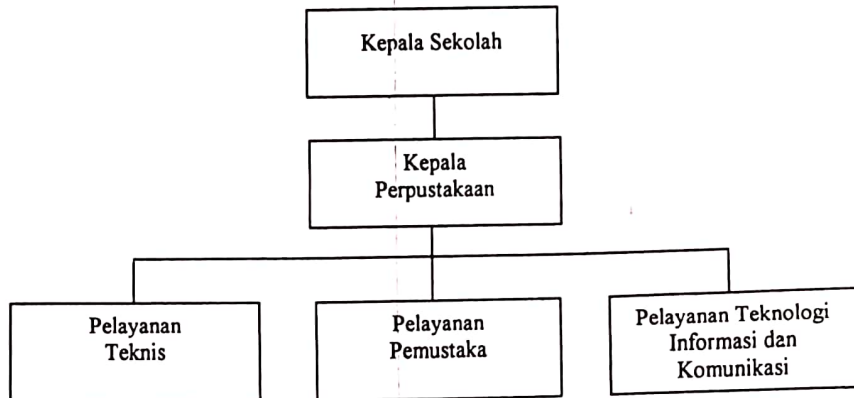 Kepala Sekolah
Kepala
Perpustakaan
Pelayanan
Teknis
Pelayanan
Pemustaka
Pelayanan Teknologi
Informasi dan
Komunikasi